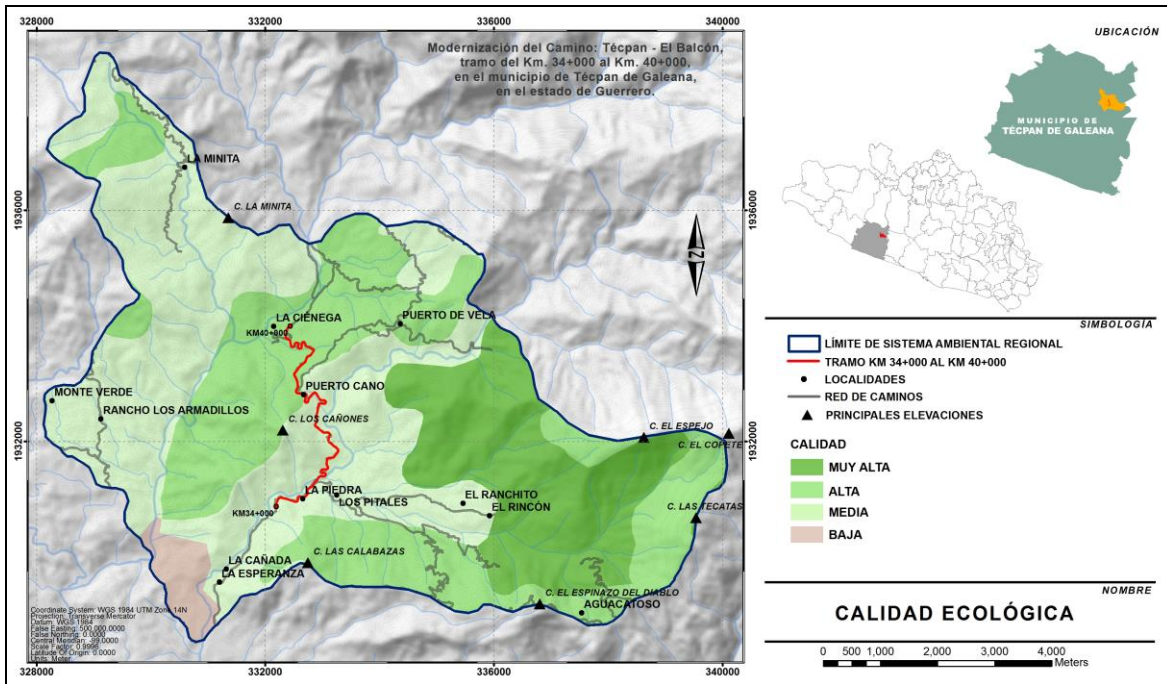 328000
332000
336000
340000
Modernización del Camino: Técpan - El Balcón,
tramo del Km. 34+000 al Km. 40+000,
en el municipio de Técpan de Galeana,
en el estado de Guerrero.
1936000
1936000
1932000
1932000
LA MINITA
C. LA MINITA
N
LA CIÉNEGA
KM40+000
PUERTO DE VELA
PUERTO CANO
MONTE VERDE
RANCHO LOS ARMADILLOS
C. LOS CAÑONES
C. EL ESPEJO
C. EL COPETE
LA PIEDRA
LOS PITALES
EL RANCHITO
EL RINCÓN
KM34+000
C. LAS TECATAS
C. LAS CALABAZAS
LA CAÑADA
LA ESPERANZA
C. EL ESPINAZO DEL DIABLO
AGUACATOSO
Coordinate System: WGS 1984 UTM Zone 14N
Projection: Transverse Mercator
Datum: WGS 1984
False Easting: 500,000.0000
False Northing: 0.0000
Central Meridian: -99.0000
Scale Factor: 0.9996
Latitude Of Origin: 0.0000
Units: Meter
328000
332000
336000
340000
UBICACIÓN
MUNICIPIO DE
TÉCPAN DE GALEANA
SIMBOLOGÍA
LÍMITE DE SISTEMA AMBIENTAL REGIONAL
TRAMO KM 34+000 AL KM 40+000
LOCALIDADES
RED DE CAMINOS
PRINCIPALES ELEVACIONES
CALIDAD
MUY ALTA
ALTA
MEDIA
BAJA
NOMBRE
CALIDAD ECOLÓGICA
0 500 1,000 2,000 3,000 4,000
Meters